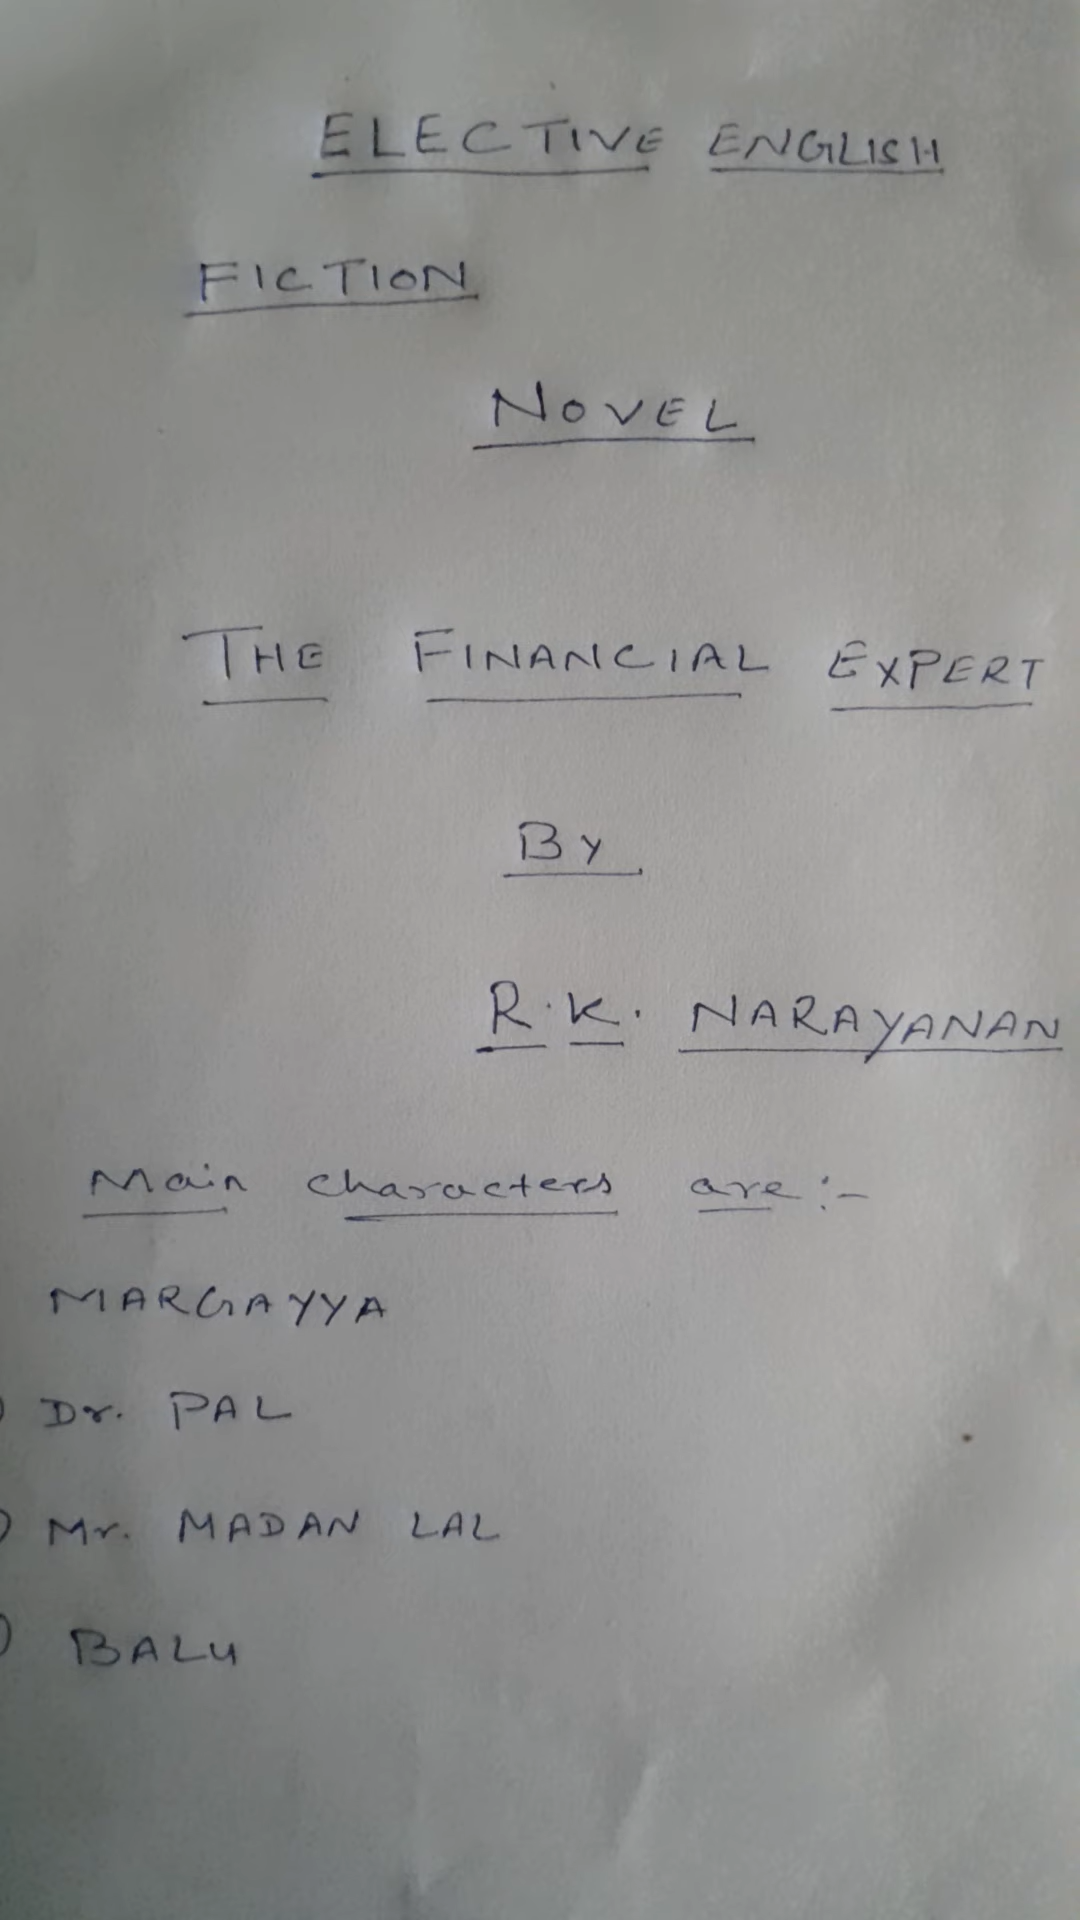 ELECTIVE ENGLISH
FICTION
NOVEL
THE FINANCIAL EXPERT
By
R.K. NARAYANAN
Main characters are:-
MARGAYYA
) Dr. PAL
) Mr. MADAN LAL
) BALU